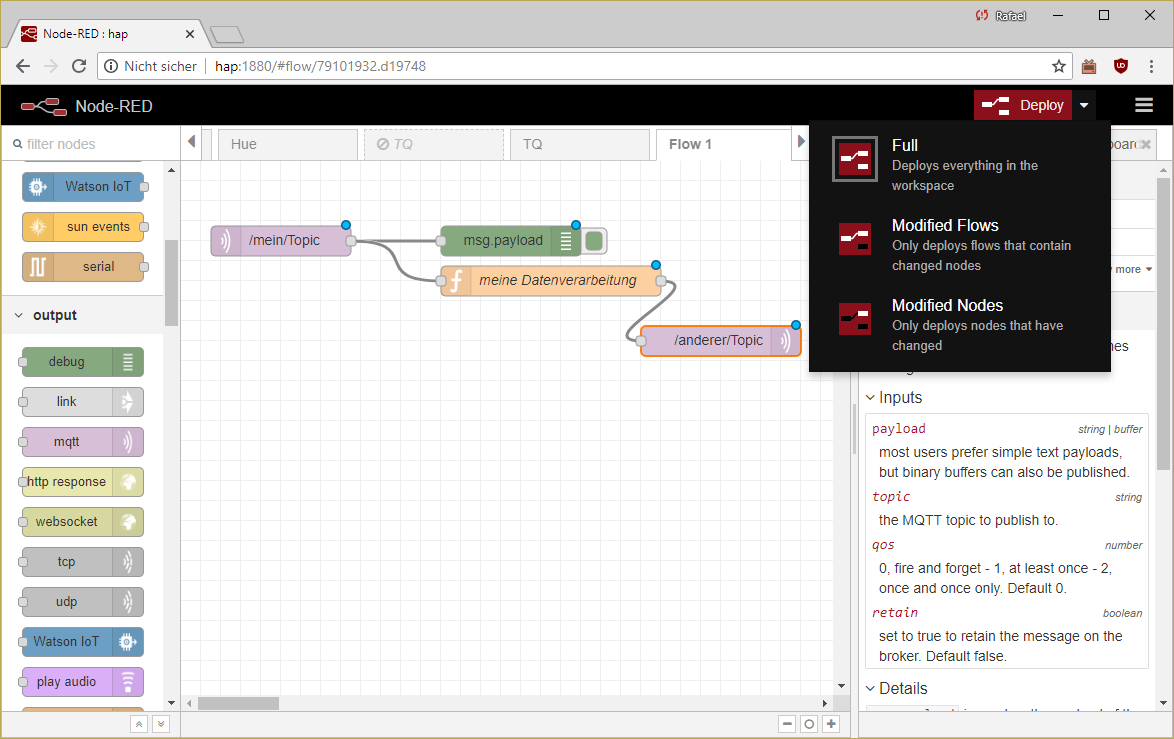 Rafael
Node-RED : hap
Nicht sicher
hap:1880/#flow/79101932.d19748
Node-RED
Deploy
filter nodes
Hue
TQ
TQ
Flow 1
Full
Deploys everything in the
workspace
Modified Flows
Only deploys flows that contain
changed nodes
Modified Nodes
Only deploys nodes that have
changed
Watson IoT
sun events
serial
output
debug
link
mqtt
http response
websocket
tcp
udp
Watson IoT
play audio
/mein/Topic
msg.payload
meine Datenverarbeitung
/anderer/Topic
more
Inputs
payload
string | buffer
most users prefer simple text payloads,
but binary buffers can also be published.
topic
string
the MQTT topic to publish to.
qos
number
0, fire and forget - 1, at least once - 2,
once and once only. Default 0.
retain
boolean
set to true to retain the message on the
broker. Default false.
Details